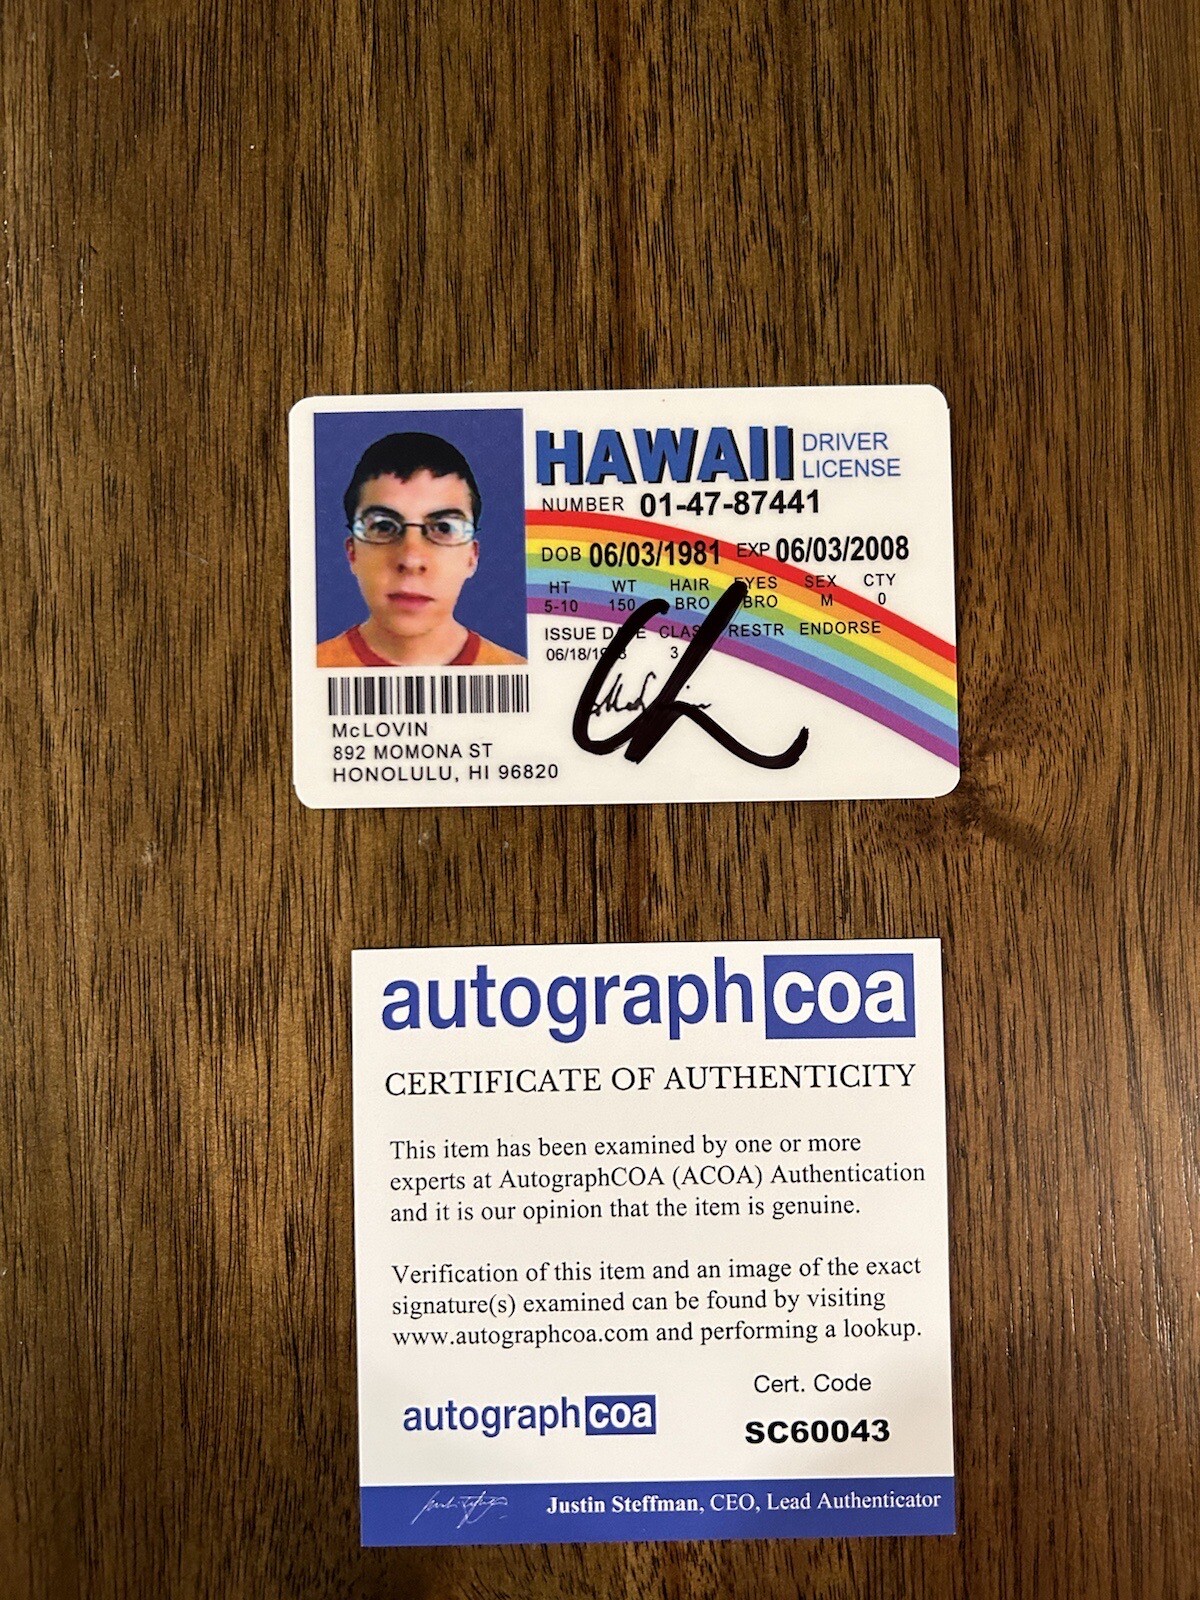 HAWAII DRIVER LICENSE
NUMBER 01-47-87441
DOB 06/03/1981 EXP 06/03/2008
HT WT HAIR EYES SEX CTY
5-10 150 BRO BRO M 0
ISSUE DATE CLASS RESTR ENDORSE
3
McLOVIN
892 MOMONA ST
HONOLULU, HI 96820
autographcoa
CERTIFICATE OF AUTHENTICITY
This item has been examined by one or more
experts at AutographCOA (ACOA) Authentication
and it is our opinion that the item is genuine.
Verification of this item and an image of the exact
signature(s) examined can be found by visiting
www.autographcoa.com and performing a lookup.
Cert. Code
autographcoa
SC60043
Justin Steffman, CEO, Lead Authenticator